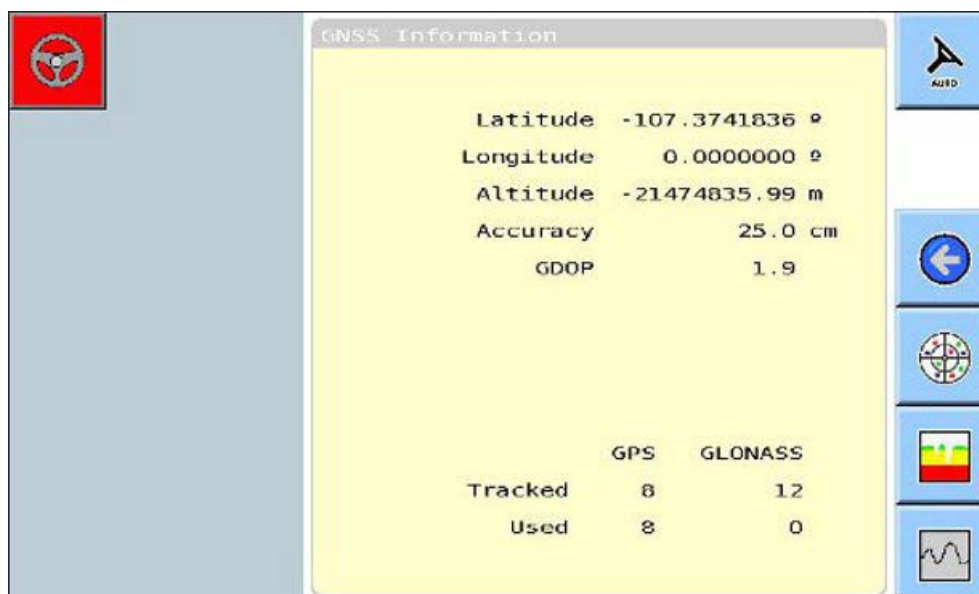 GNSS Information
AUTO
Latitude -107.3741836 º
Longitude 0.0000000 º
Altitude -21474835.99 m
Accuracy 25.0 cm
GDOP 1.9
GPS GLONASS
Tracked 8 12
Used 8 0